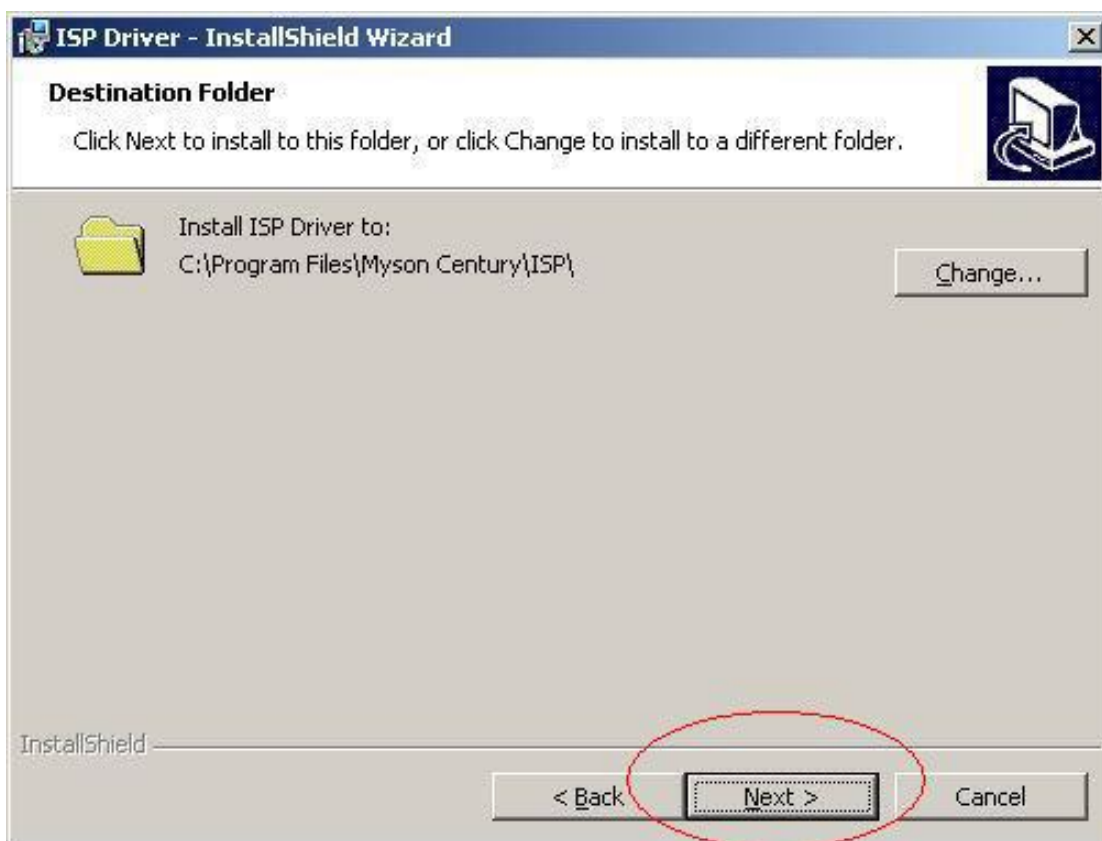 ISP Driver - InstallShield Wizard
Destination Folder
Click Next to install to this folder, or click Change to install to a different folder.
Install ISP Driver to:
C:\Program Files\Myson Century\ISP\
Change...
InstallShield
< Back
Next >
Cancel